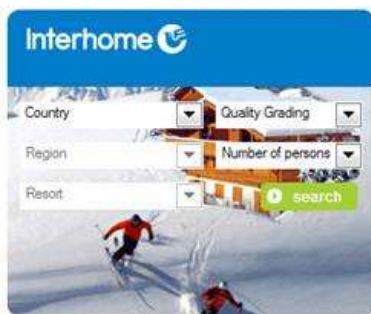 Interhome
Country Quality Grading
Region Number of persons
Resort search